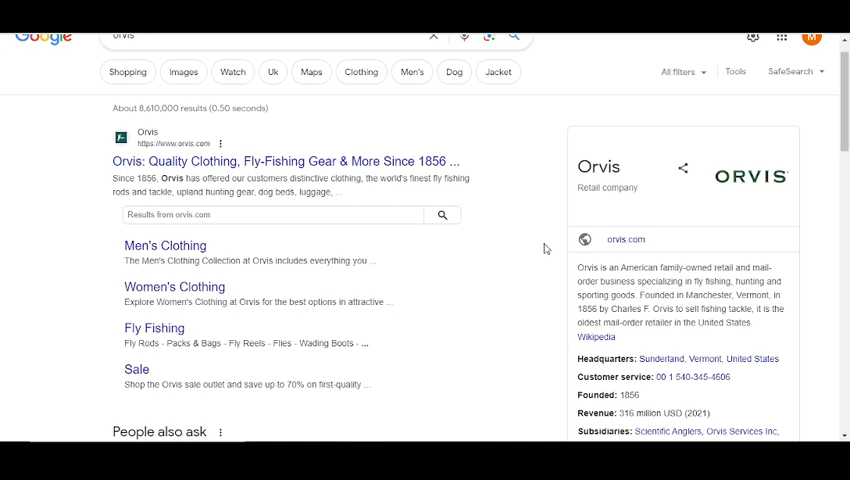 Google
orvis
Shopping
Images
Watch
Uk
Maps
Clothing
Men's
Dog
Jacket
All filters
Tools
SafeSearch
M
About 8,610,000 results (0.50 seconds)
Orvis
https://www.orvis.com
Orvis: Quality Clothing, Fly-Fishing Gear & More Since 1856 ...
Since 1856, Orvis has offered our customers distinctive clothing, the world's finest fly fishing
rods and tackle, upland hunting gear, dog beds, luggage, ...
Results from orvis.com
Men's Clothing
The Men's Clothing Collection at Orvis includes everything you ...
Women's Clothing
Explore Women's Clothing at Orvis for the best options in attractive ...
Fly Fishing
Fly Rods - Packs & Bags - Fly Reels - Flies - Wading Boots - ...
Sale
Shop the Orvis sale outlet and save up to 70% on first-quality ...
People also ask
Orvis
Retail company
ORVIS
orvis.com
Orvis is an American family-owned retail and mail-
order business specializing in fly fishing, hunting and
sporting goods. Founded in Manchester, Vermont, in
1856 by Charles F. Orvis to sell fishing tackle, it is the
oldest mail-order retailer in the United States.
Wikipedia
Headquarters: Sunderland, Vermont, United States
Customer service: 00 1 540-345-4606
Founded: 1856
Revenue: 316 million USD (2021)
Subsidiaries: Scientific Anglers, Orvis Services Inc,